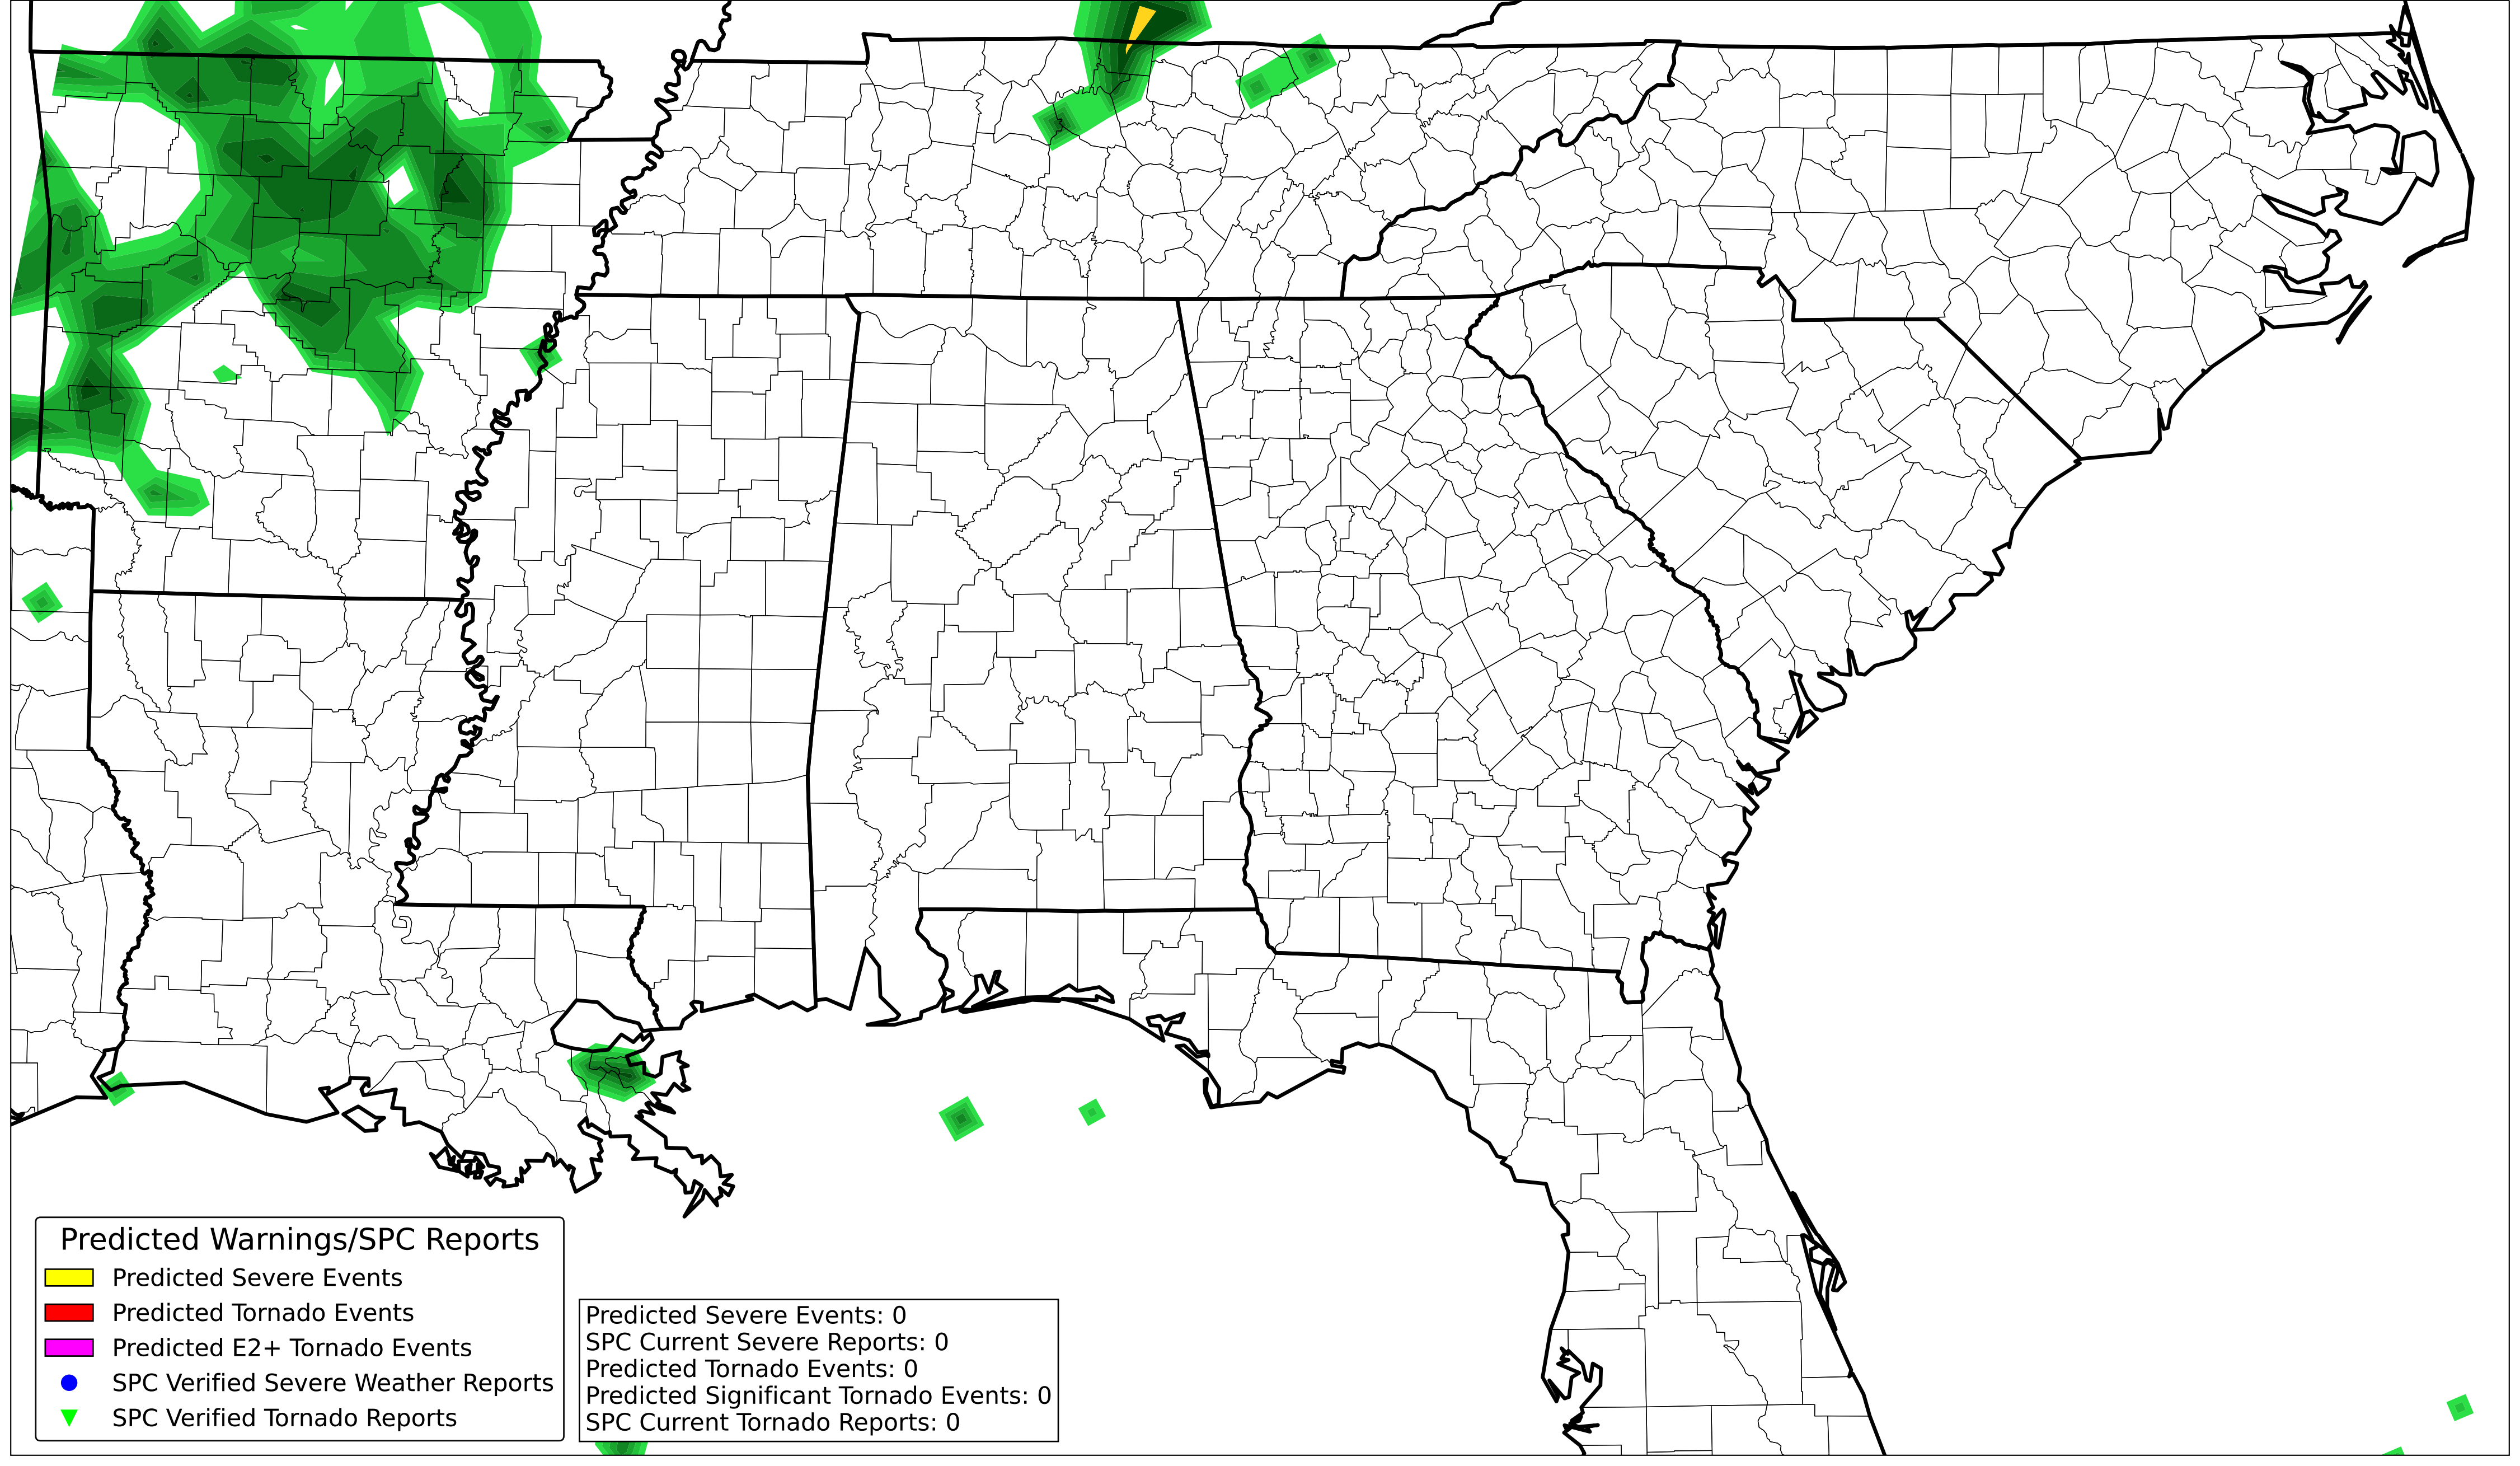 Predicted Warnings/SPC Reports
Predicted Severe Events
Predicted Tornado Events
Predicted E2+ Tornado Events
SPC Verified Severe Weather Reports
SPC Verified Tornado Reports
Predicted Severe Events: 0
SPC Current Severe Reports: 0
Predicted Tornado Events: 0
Predicted Significant Tornado Events: 0
SPC Current Tornado Reports: 0